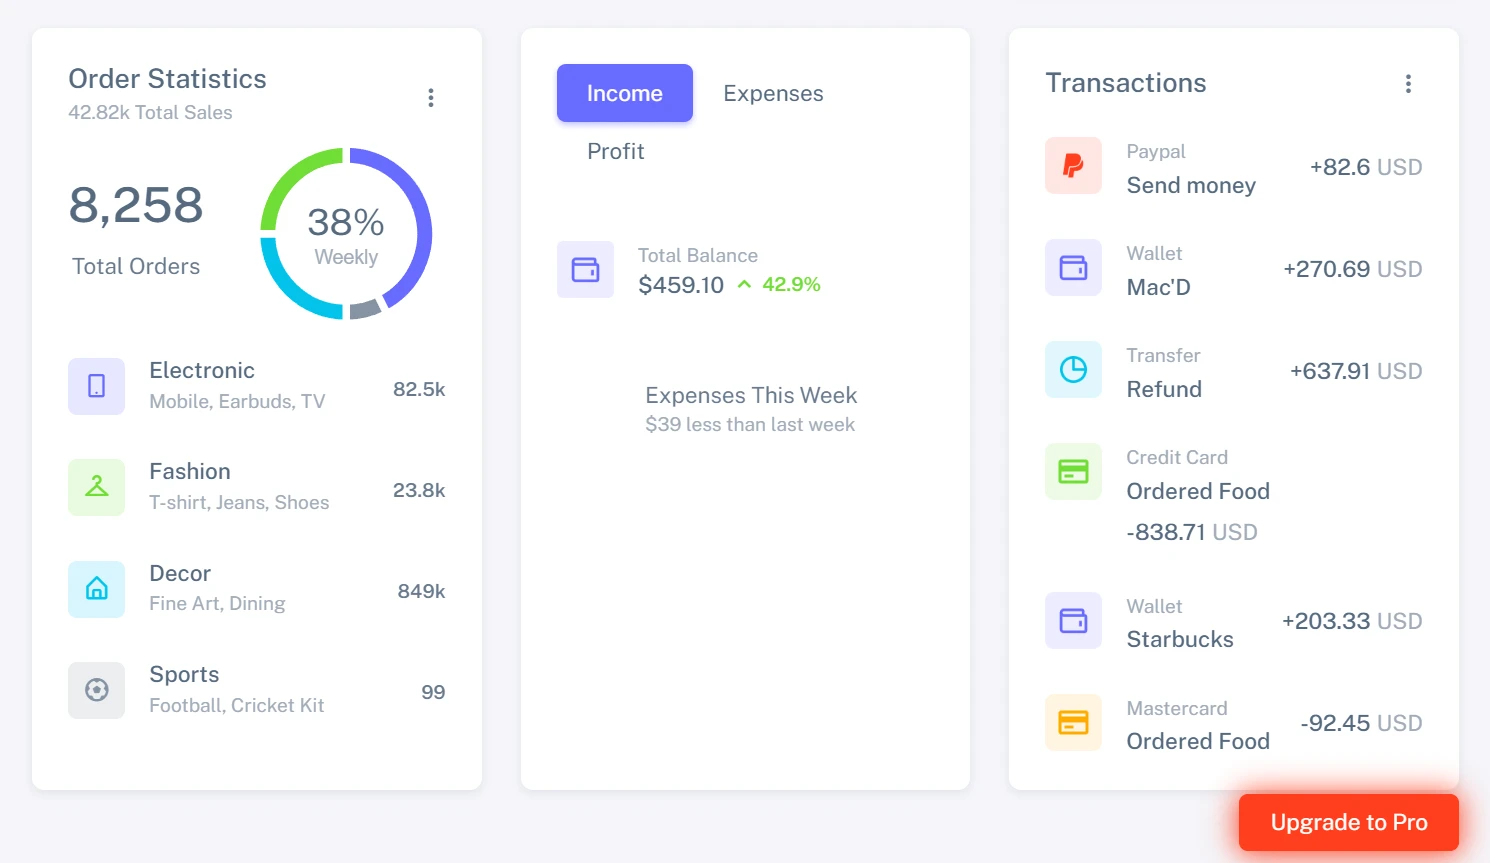 Order Statistics
42.82k Total Sales
8,258
Total Orders
38%
Weekly
Electronic
Mobile, Earbuds, TV
82.5k
Fashion
T-shirt, Jeans, Shoes
23.8k
Decor
Fine Art, Dining
849k
Sports
Football, Cricket Kit
99
Income
Expenses
Profit
Total Balance
$459.10 42.9%
Expenses This Week
$39 less than last week
Transactions
Paypal
Send money
+82.6 USD
Wallet
Mac'D
+270.69 USD
Transfer
Refund
+637.91 USD
Credit Card
Ordered Food
-838.71 USD
Wallet
Starbucks
+203.33 USD
Mastercard
Ordered Food
-92.45 USD
Upgrade to Pro